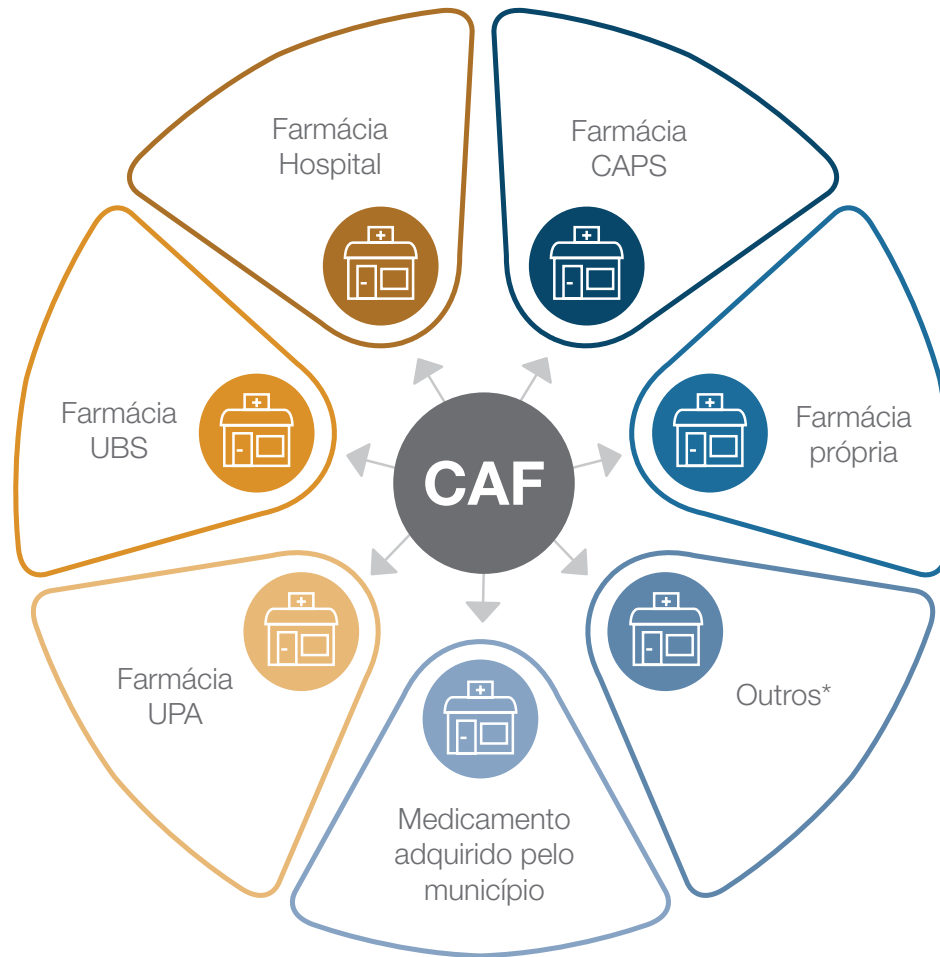 Farmácia
Hospital
Farmácia
CAPS
Farmácia
UBS
CAF
Farmácia
própria
Farmácia
UPA
Outros*
Medicamento
adquirido pelo
município